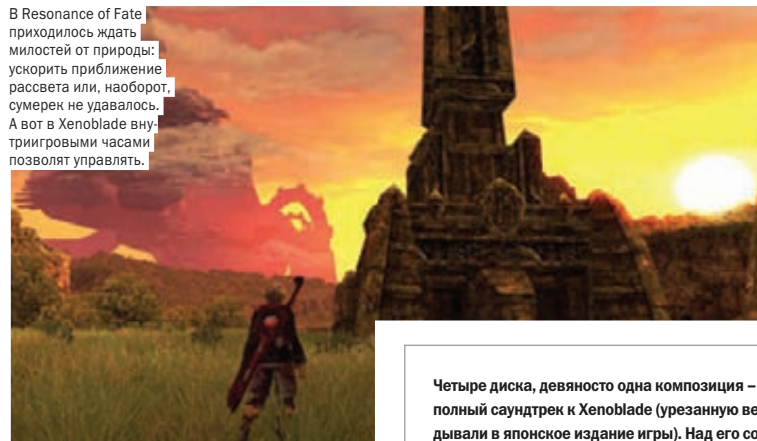 В Resonance of Fate
приходилось ждать
милостей от природы:
ускорить приближение
рассвета или, наоборот,
сумерек не удавалось.
А вот в Xenoblade вну-
триигровыми часами
позволят управлять.
Четыре диска, девяносто одна композиция –
полный саундтрек к Xenoblade (урезанную ве
дывали в японское издание игры). Над его со